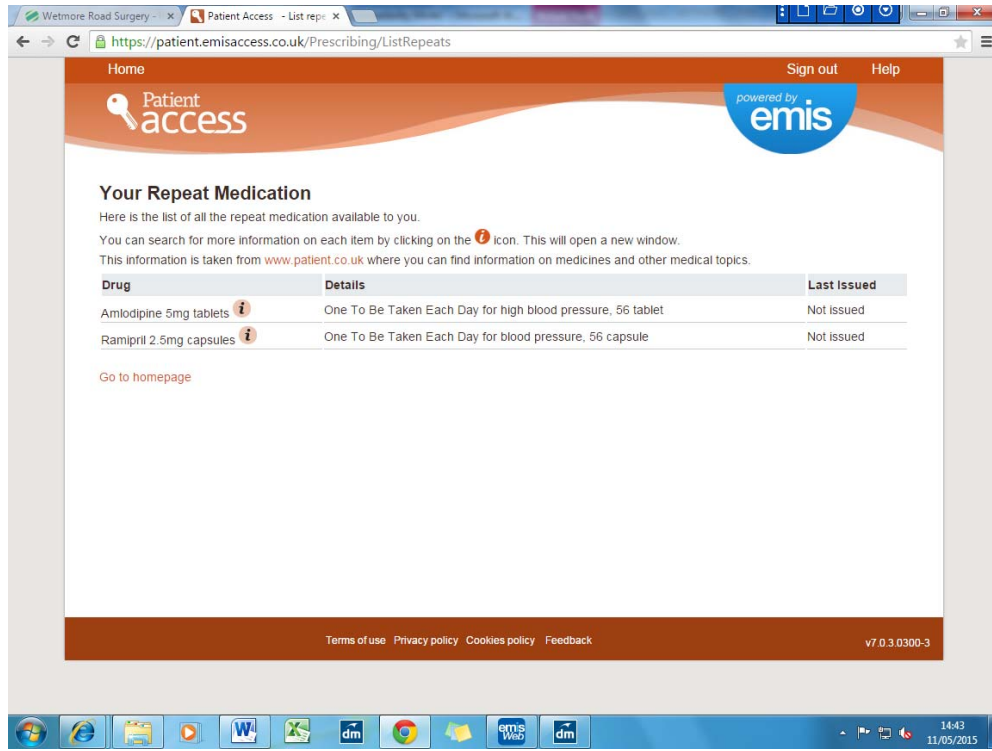 Wetmore Road Surgery -
Patient Access - List repe
https://patient.emisaccess.co.uk/Prescribing/ListRepeats
Home Sign out Help
Patient
access
powered by
emis
Your Repeat Medication
Here is the list of all the repeat medication available to you.
You can search for more information on each item by clicking on the i icon. This will open a new window.
This information is taken from www.patient.co.uk where you can find information on medicines and other medical topics.
Drug Details Last Issued
Amlodipine 5mg tablets i One To Be Taken Each Day for high blood pressure, 56 tablet Not issued
Ramipril 2.5mg capsules i One To Be Taken Each Day for blood pressure, 56 capsule Not issued
Go to homepage
Terms of use Privacy policy Cookies policy Feedback v7.0.3.0300-3
dm emis Web dm 14:43
11/05/2015